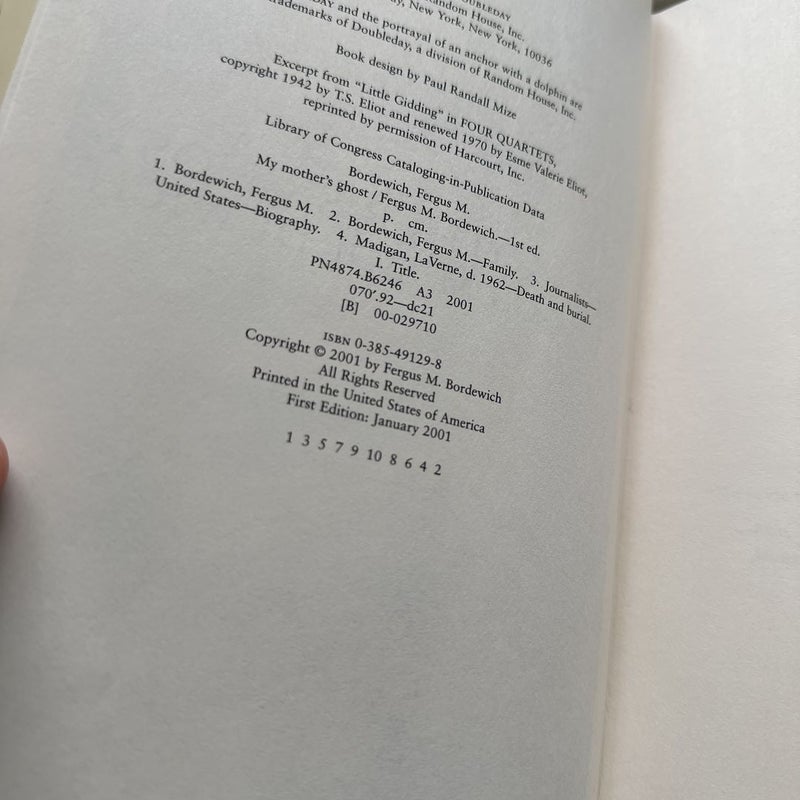 DOUBLEDAY
Random House, Inc.
New York, New York, New York, 10036
and the portrayal of an anchor with a dolphin are
trademarks of Doubleday, a division of Random House, Inc.
Book design by Paul Randall Mize
Excerpt from "Little Gidding" in FOUR QUARTETS,
copyright 1942 by T.S. Eliot and renewed 1970 by Esme Valerie Eliot,
reprinted by permission of Harcourt, Inc.
Library of Congress Cataloging-in-Publication Data
Bordewich, Fergus M.
My mother's ghost / Fergus M. Bordewich.—1st ed.
p. cm.
1. Bordewich, Fergus M. 2. Bordewich, Fergus M.—Family. 3. Journalists—
United States—Biography. 4. Madigan, LaVerne, d. 1962—Death and burial.
I. Title.
PN4874.B6246 A3 2001
070'.92—dc21
[B] 00-029710
ISBN 0-385-49129-8
Copyright © 2001 by Fergus M. Bordewich
All Rights Reserved
Printed in the United States of America
First Edition: January 2001
1 3 5 7 9 10 8 6 4 2